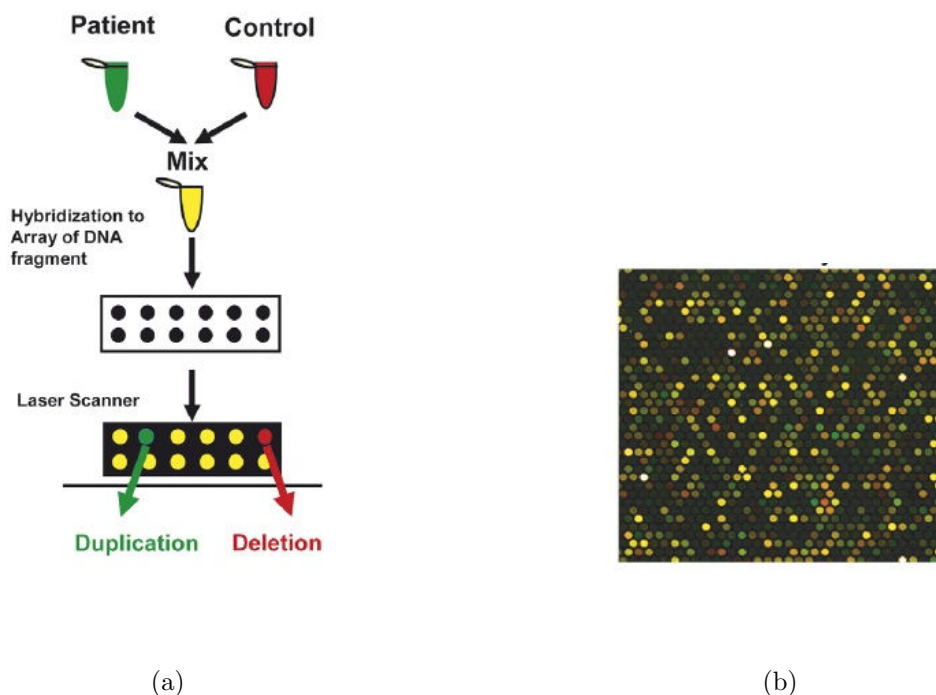 Patient Control
Mix
Hybridization to
Array of DNA
fragment
Laser Scanner
Duplication Deletion
(a) (b)